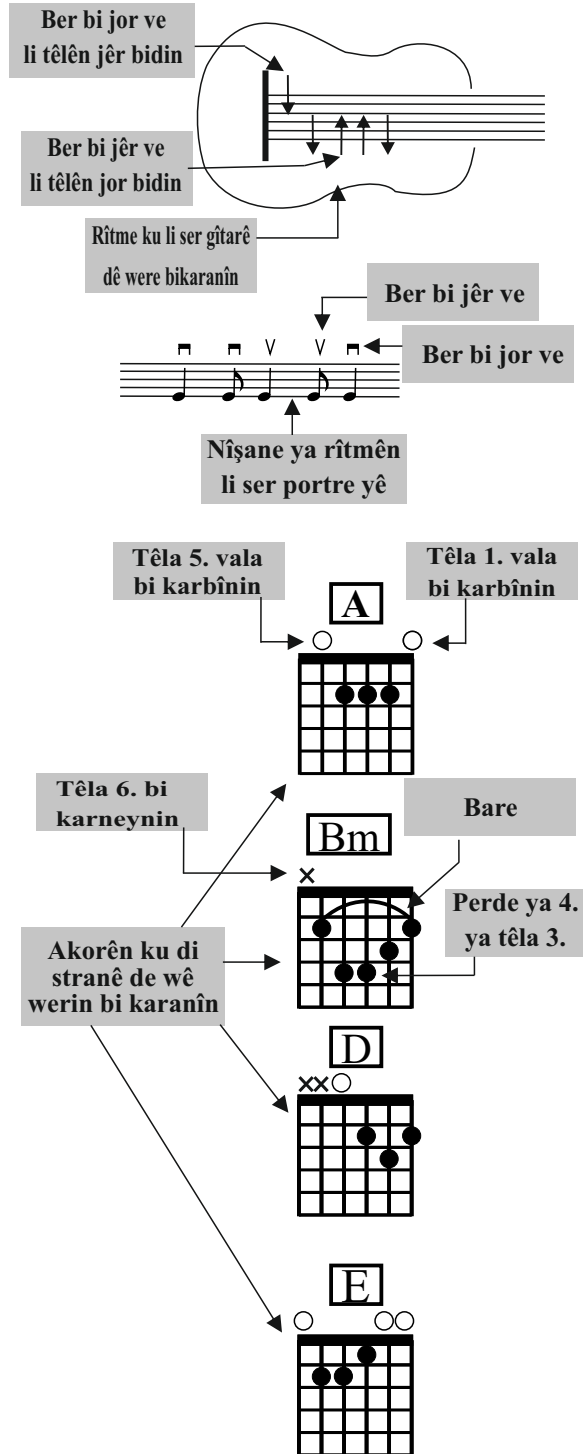 Ber bi jor ve
li têlên jêr bidin
Ber bi jêr ve
li têlên jor bidin
Rîtme ku li ser gîtarê
dê were bikaranîn
Ber bi jêr ve
Ber bi jor ve
Nîşane ya rîtmên
li ser portre yê
Têla 5. vala
bi karbînin
Têla 1. vala
bi karbînin
A
Têla 6. bi
karneynin
Bare
Bm
Perde ya 4.
ya têla 3.
Akorên ku di
stranê de wê
werin bi karanîn
D
E